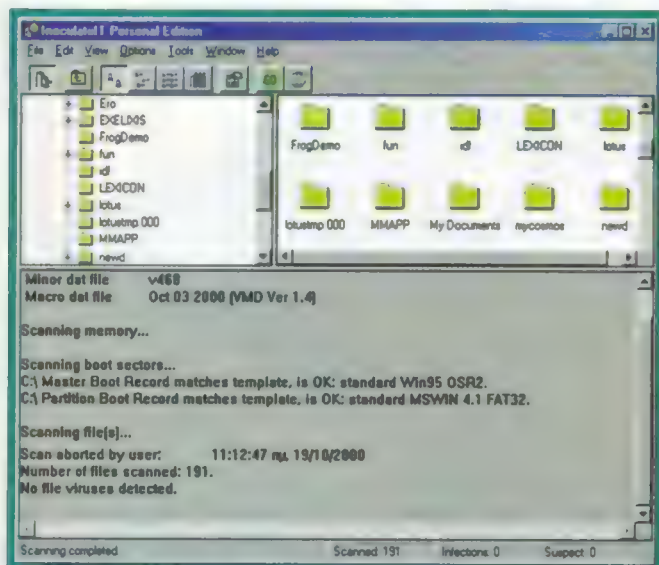 InoculateIT Personal Edition
File Edit View Options Tools Window Help
Ero
EXELIXIS
FrogDemo
fun
idl
LEXICON
lotus
lotustmp.000
MMAPP
newd
FrogDemo fun idl LEXICON lotus
lotustmp.000 MMAPP My Documents mycosmos newd
Minor dat file v468
Macro dat file Oct 03 2000 (VMD Ver 1.4)
Scanning memory...
Scanning boot sectors...
C:\ Master Boot Record matches template, is OK: standard Win95 OSR2.
C:\ Partition Boot Record matches template, is OK: standard MSWIN 4.1 FAT32.
Scanning file(s)...
Scan aborted by user: 11:12:47 πμ, 19/10/2000
Number of files scanned: 191.
No file viruses detected.
Scanning completed Scanned: 191 Infections: 0 Suspect: 0